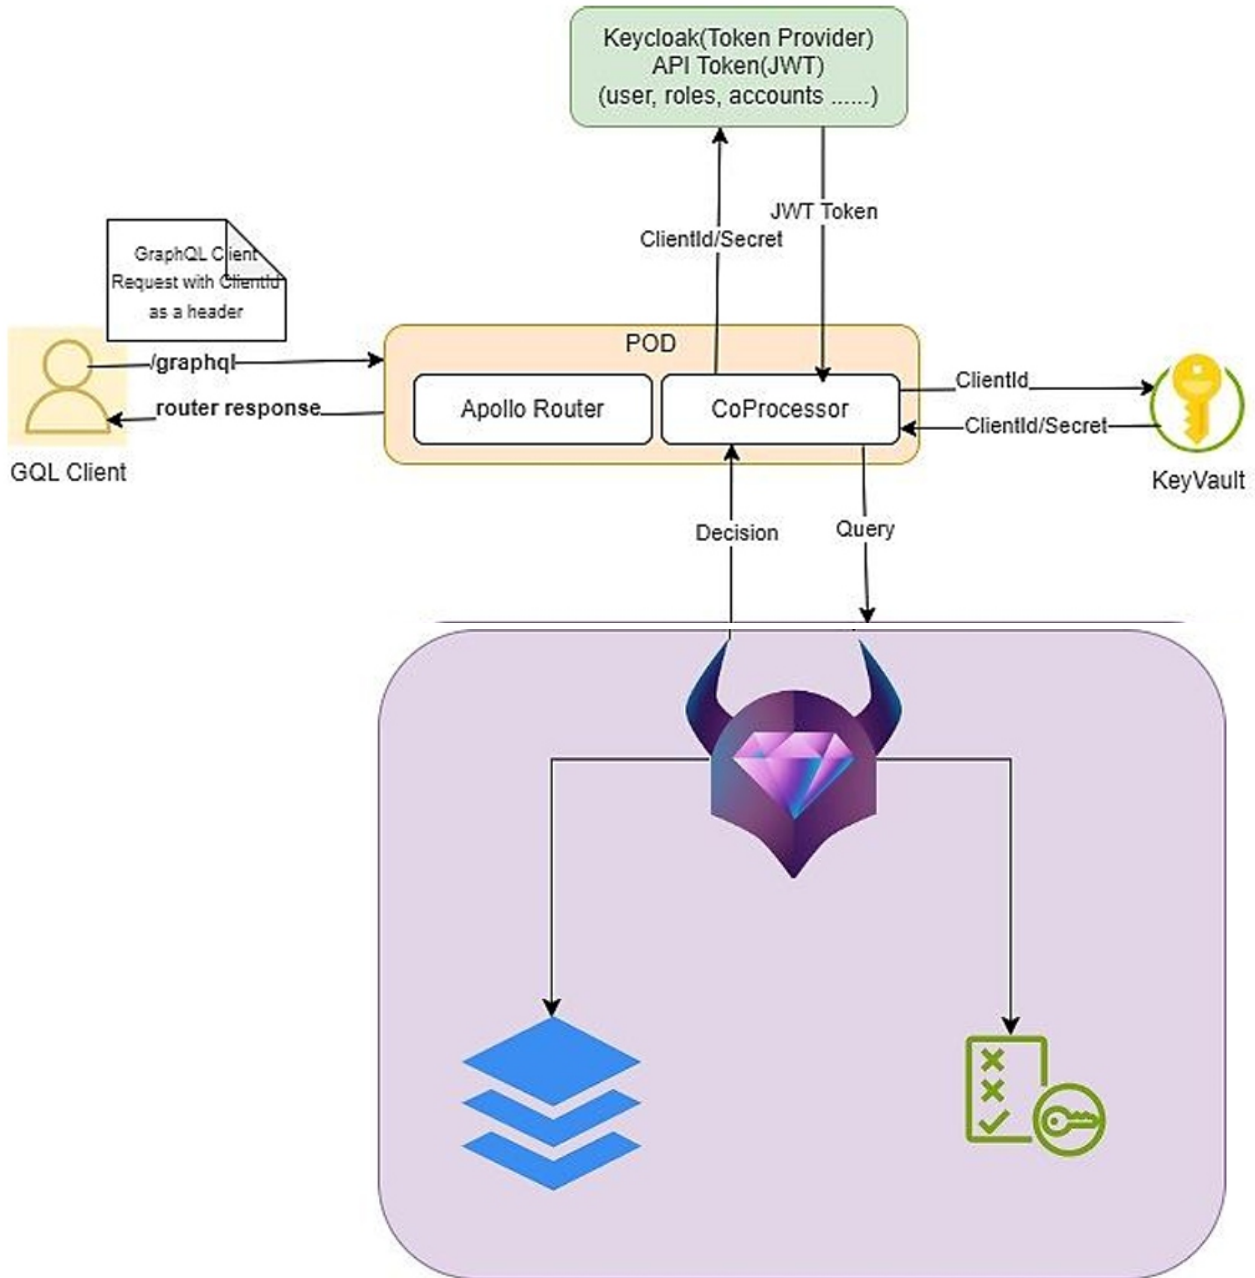 Keycloak(Token Provider)
API Token(JWT)
(user, roles, accounts ......)
JWT Token
ClientId/Secret
GraphQL Client
Request with ClientId
as a header
/graphql
router response
GQL Client
POD
Apollo Router
CoProcessor
ClientId
ClientId/Secret
KeyVault
Decision
Query